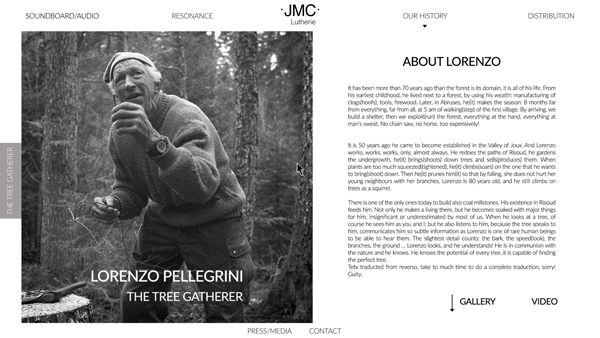 SOUNDBOARD/AUDIO
RESONANCE
·JMC·
Lutherie
OUR HISTORY
DISTRIBUTION
THE TREE GATHERER
LORENZO PELLEGRINI
THE TREE GATHERER
ABOUT LORENZO
It has been more than 70 years ago than the forest is its domain, it is all of his life. From
his earliest childhood, he lived next to a forest, by using his wealth: manufacturing of
clogs(hoofs), tools, firewood. Later, in Abruses, he(it) makes the season: 8 months far
from everything, far from all, at 5 am of walking(step) of the first village. By arriving, we
build a shelter, then we exploit(run) the forest, everything at the hand, everything at
man's sweat. No chain saw, no horse, too expensively!
It is 50 years ago he came to become established in the Valley of Joux. And Lorenzo
works, works, works, only, almost always. He redoes the paths of Risoud, he gardens
the undergrowth, he(it) brings(shoots) down trees and sells(produces) them. When
plants are too much squeezed(tightened), he(it) climbs(soars) on the one that he wants
to bring(shoot) down. Then he(it) prunes him(it) so that by falling, she does not hurt her
young neighbours with her branches. Lorenzo is 80 years old, and he still climbs on
trees as a squirrel.
There is one of the only ones today to build also coal millstones. His existence in Risoud
feeds him. Not only he makes a living there, but he becomes soaked with major things
for him, insignificant or underestimated by most of us. When he looks at a tree, of
course he sees him as you and I; but he also listens to him, because the tree speaks to
him, communicates him so subtle information as Lorenzo is one of rare human beings
to be able to hear them. The slightest detail counts: the bark, the speed(look), the
branches, the ground ... Lorenzo looks, and he understands! He is in communion with
the nature and he knows. He knows the potential of every tree, it is capable of finding
the perfect tree.
Tetx traducted from reverso, take to much time to do a complete traduction, sorry!
Guity.
GALLERY
VIDEO
PRESS/MEDIA
CONTACT